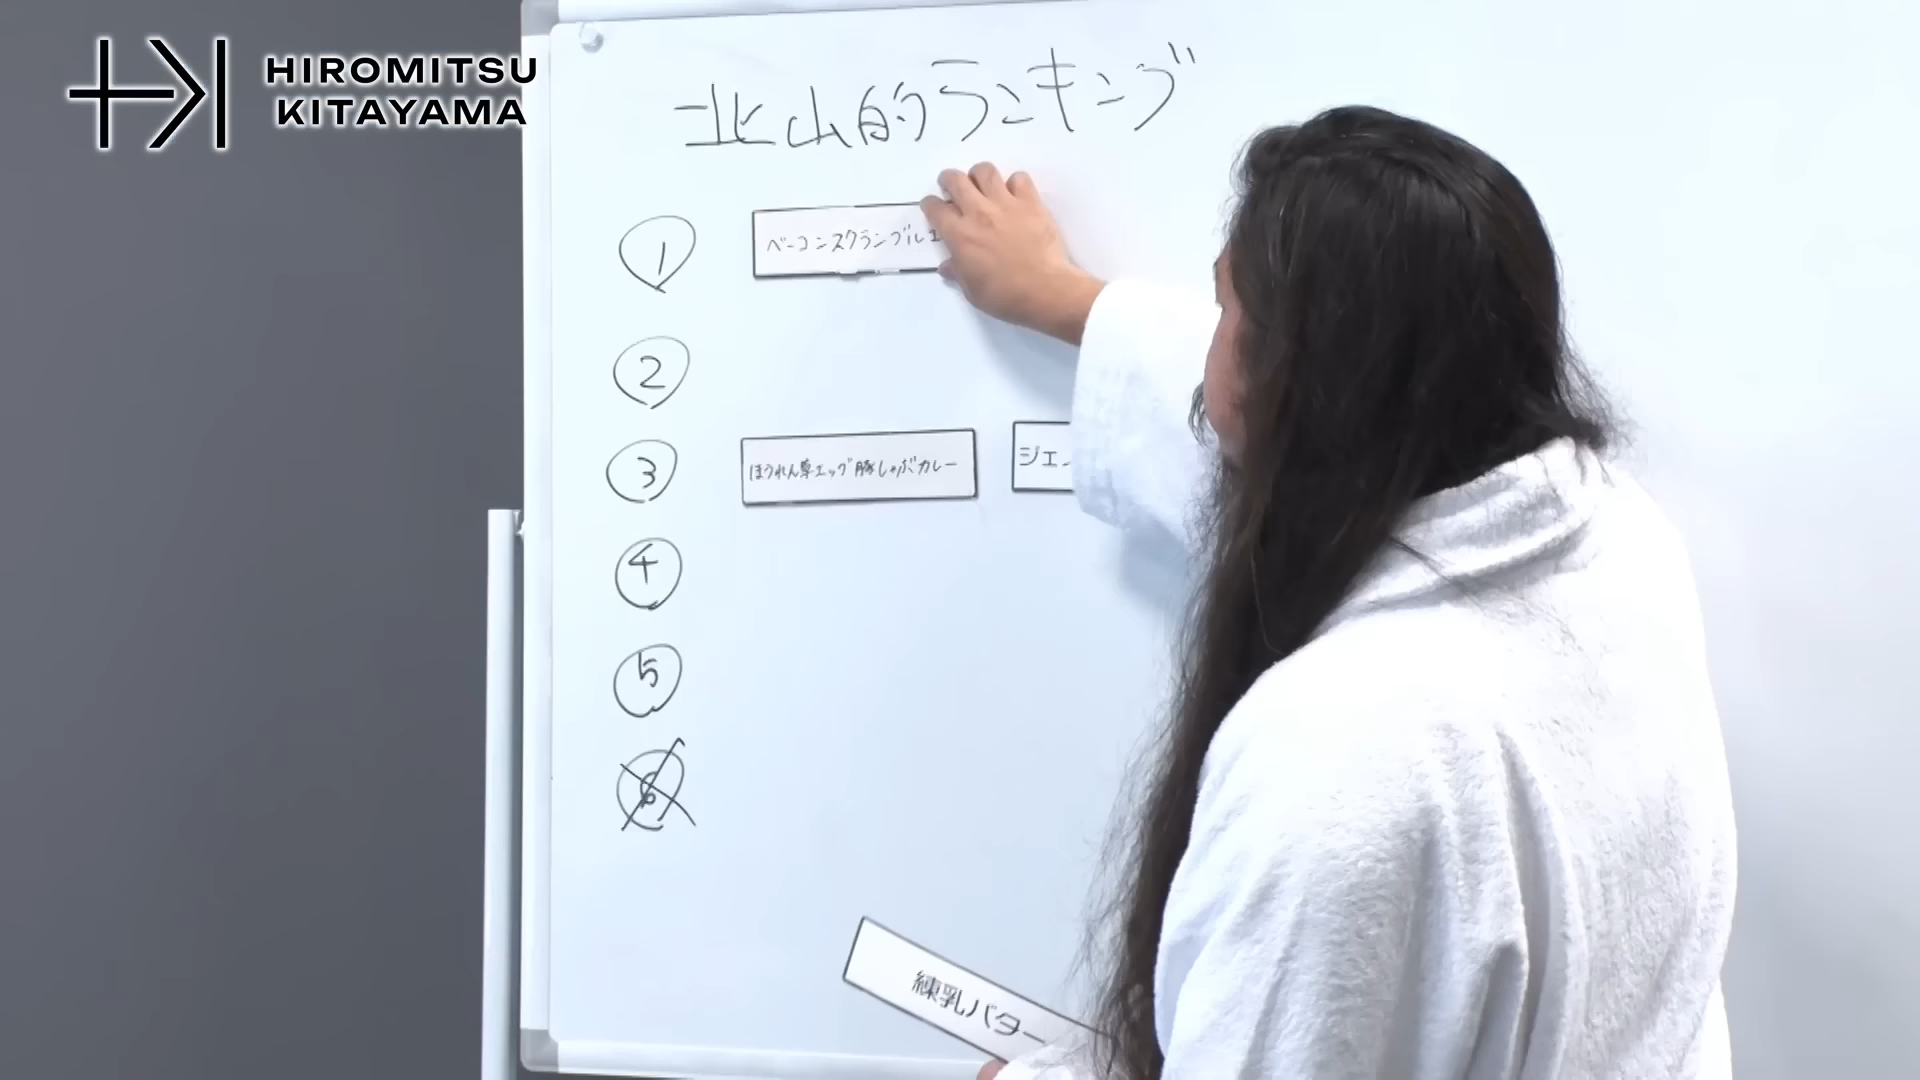 HIROMITSU
KITAYAMA
北山的ランキング
1
ベーコンスクランブルエ
2
3
ほうれん草エッグ豚しゃぶカレー
ジェ
4
5
6
練乳バター